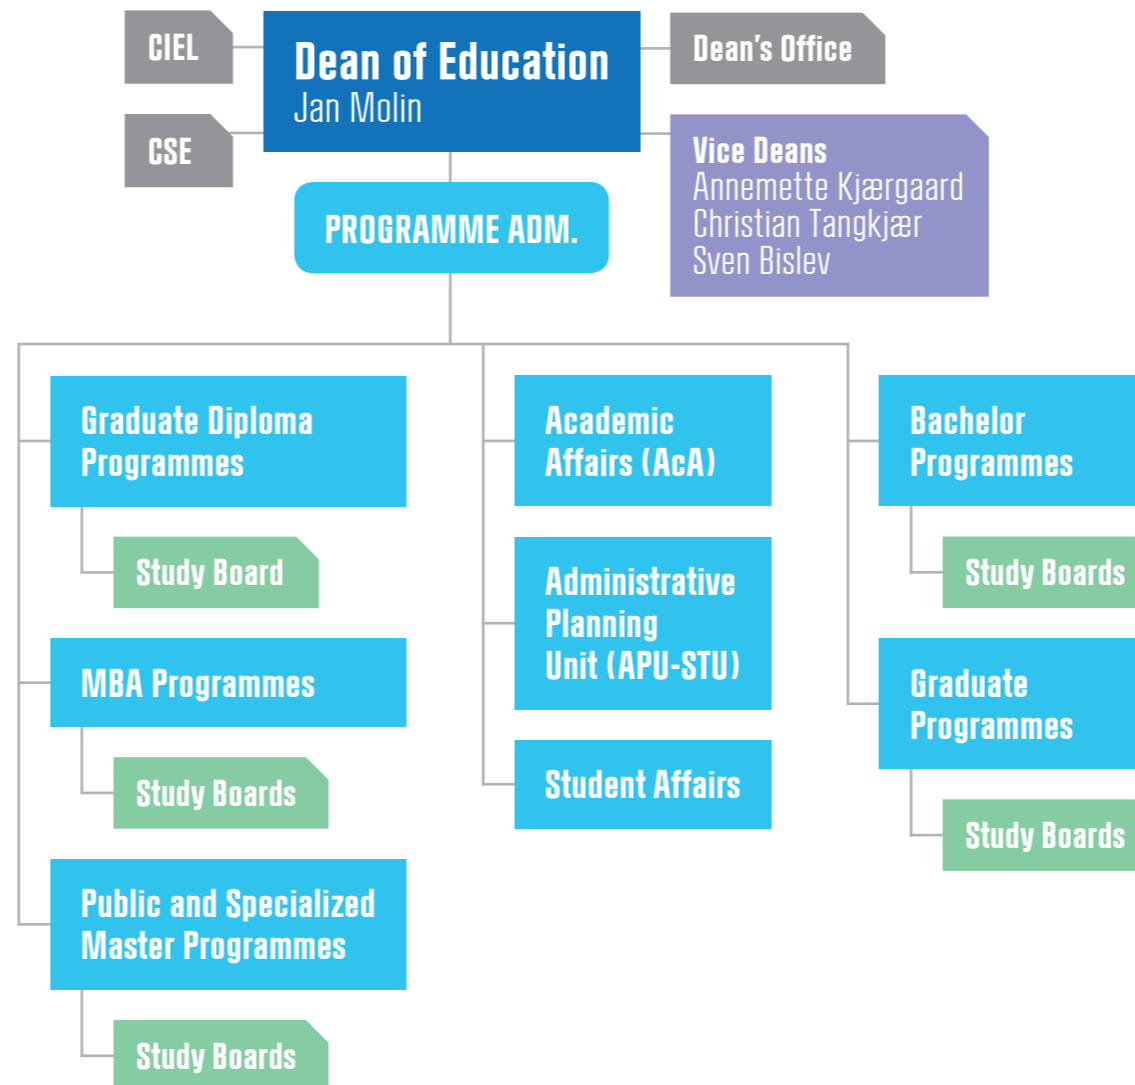 CIEL
Dean of Education
Jan Molin
Dean's Office
CSE
Vice Deans
Annemette Kjærgaard
Christian Tangkjær
Sven Bislev
PROGRAMME ADM.
Graduate Diploma
Programmes
Study Board
MBA Programmes
Study Boards
Public and Specialized
Master Programmes
Study Boards
Academic
Affairs (AcA)
Administrative
Planning
Unit (APU-STU)
Student Affairs
Bachelor
Programmes
Study Boards
Graduate
Programmes
Study Boards